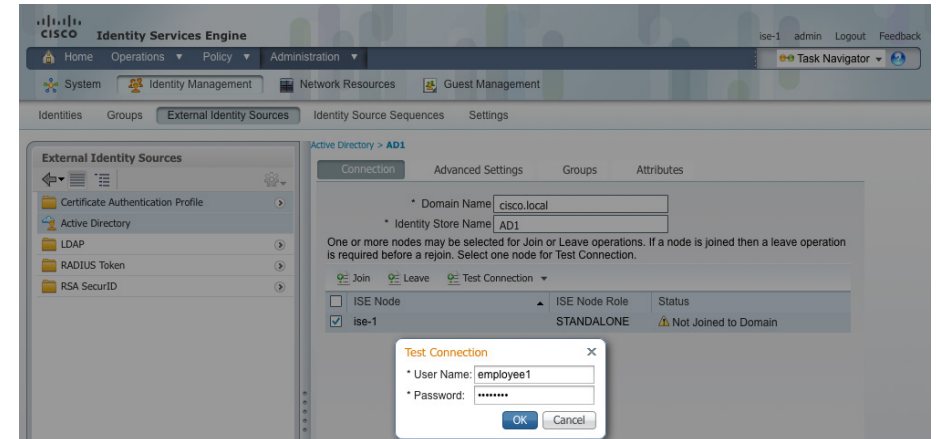 CISCO Identity Services Engine
ise-1 admin Logout Feedback
Home Operations Policy Administration
Task Navigator
System Identity Management Network Resources Guest Management
Identities Groups External Identity Sources Identity Source Sequences Settings
External Identity Sources
Certificate Authentication Profile
Active Directory
LDAP
RADIUS Token
RSA SecurID
Active Directory > AD1
Connection Advanced Settings Groups Attributes
* Domain Name cisco.local
* Identity Store Name AD1
One or more nodes may be selected for Join or Leave operations. If a node is joined then a leave operation
is required before a rejoin. Select one node for Test Connection.
Join Leave Test Connection
ISE Node ISE Node Role Status
ise-1 STANDALONE Not Joined to Domain
Test Connection
* User Name: employee1
* Password: ••••••••
OK Cancel